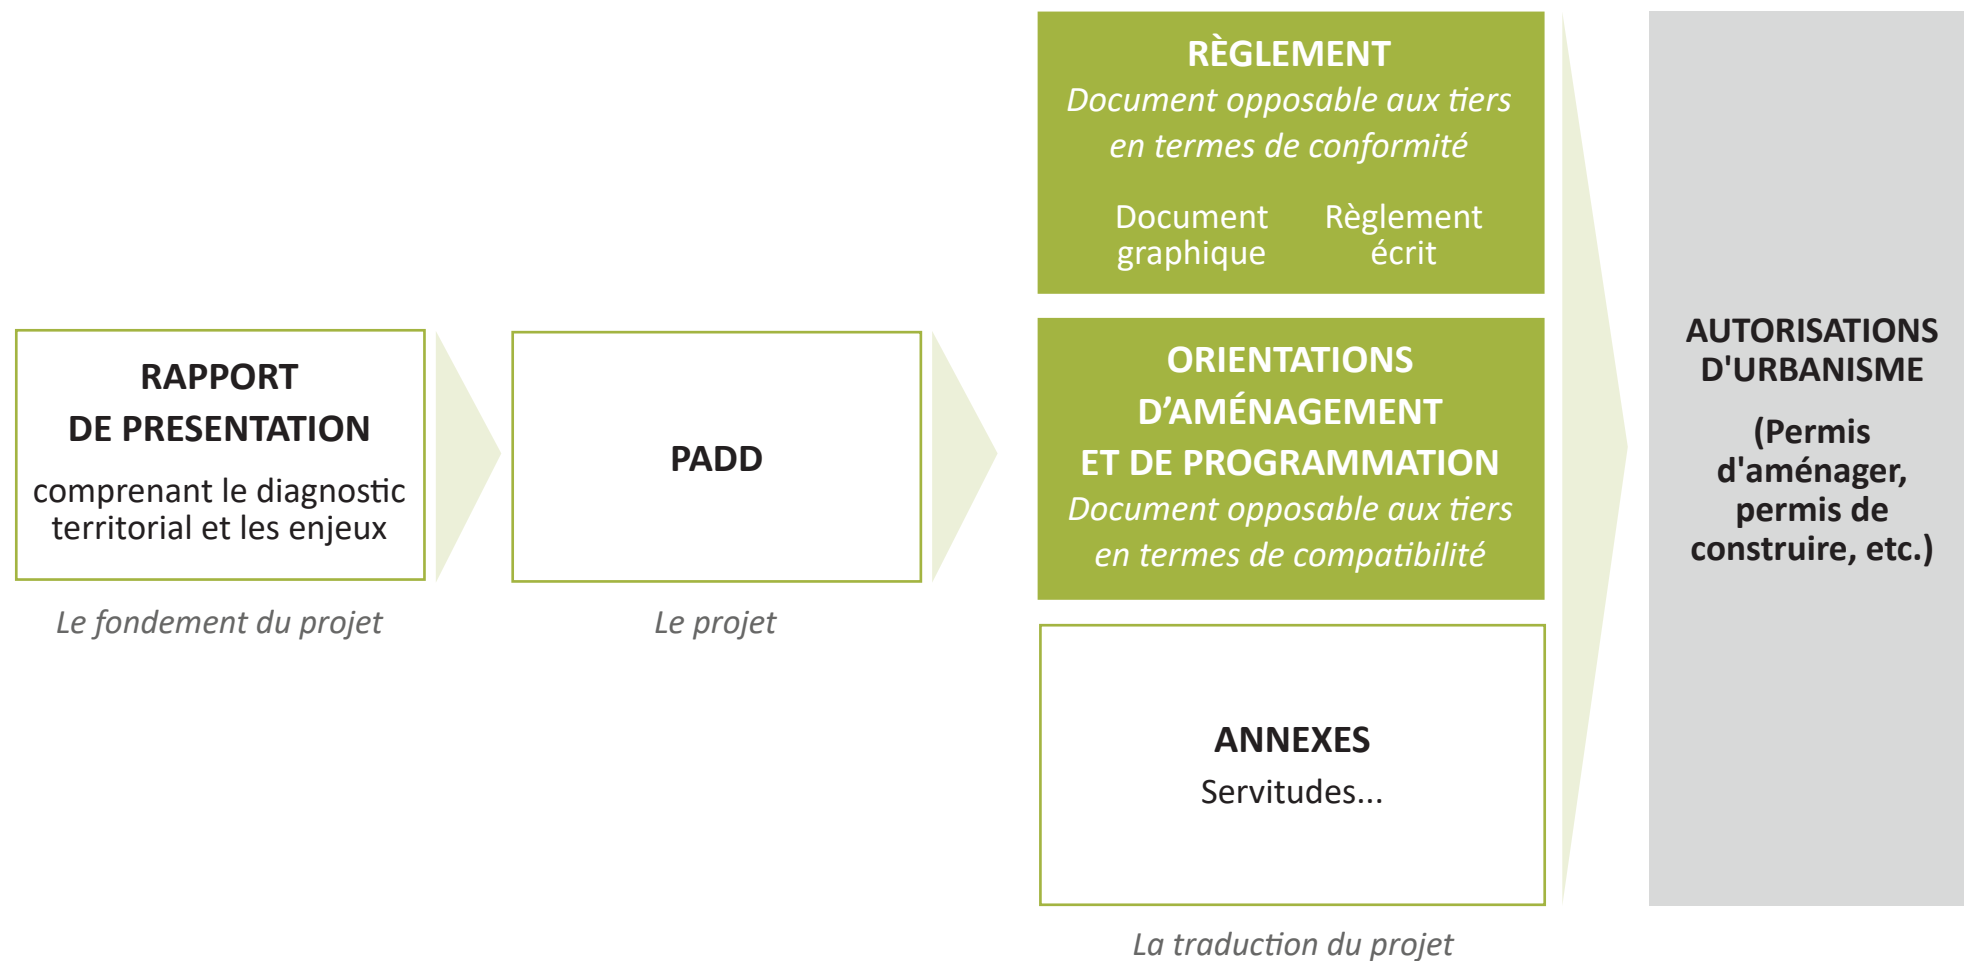 RAPPORT
DE PRESENTATION
comprenant le diagnostic
territorial et les enjeux
Le fondement du projet
PADD
Le projet
RÈGLEMENT
Document opposable aux tiers
en termes de conformité
Document
graphique
Règlement
écrit
ORIENTATIONS
D’AMÉNAGEMENT
ET DE PROGRAMMATION
Document opposable aux tiers
en termes de compatibilité
ANNEXES
Servitudes...
La traduction du projet
AUTORISATIONS
D'URBANISME
(Permis
d'aménager,
permis de
construire, etc.)